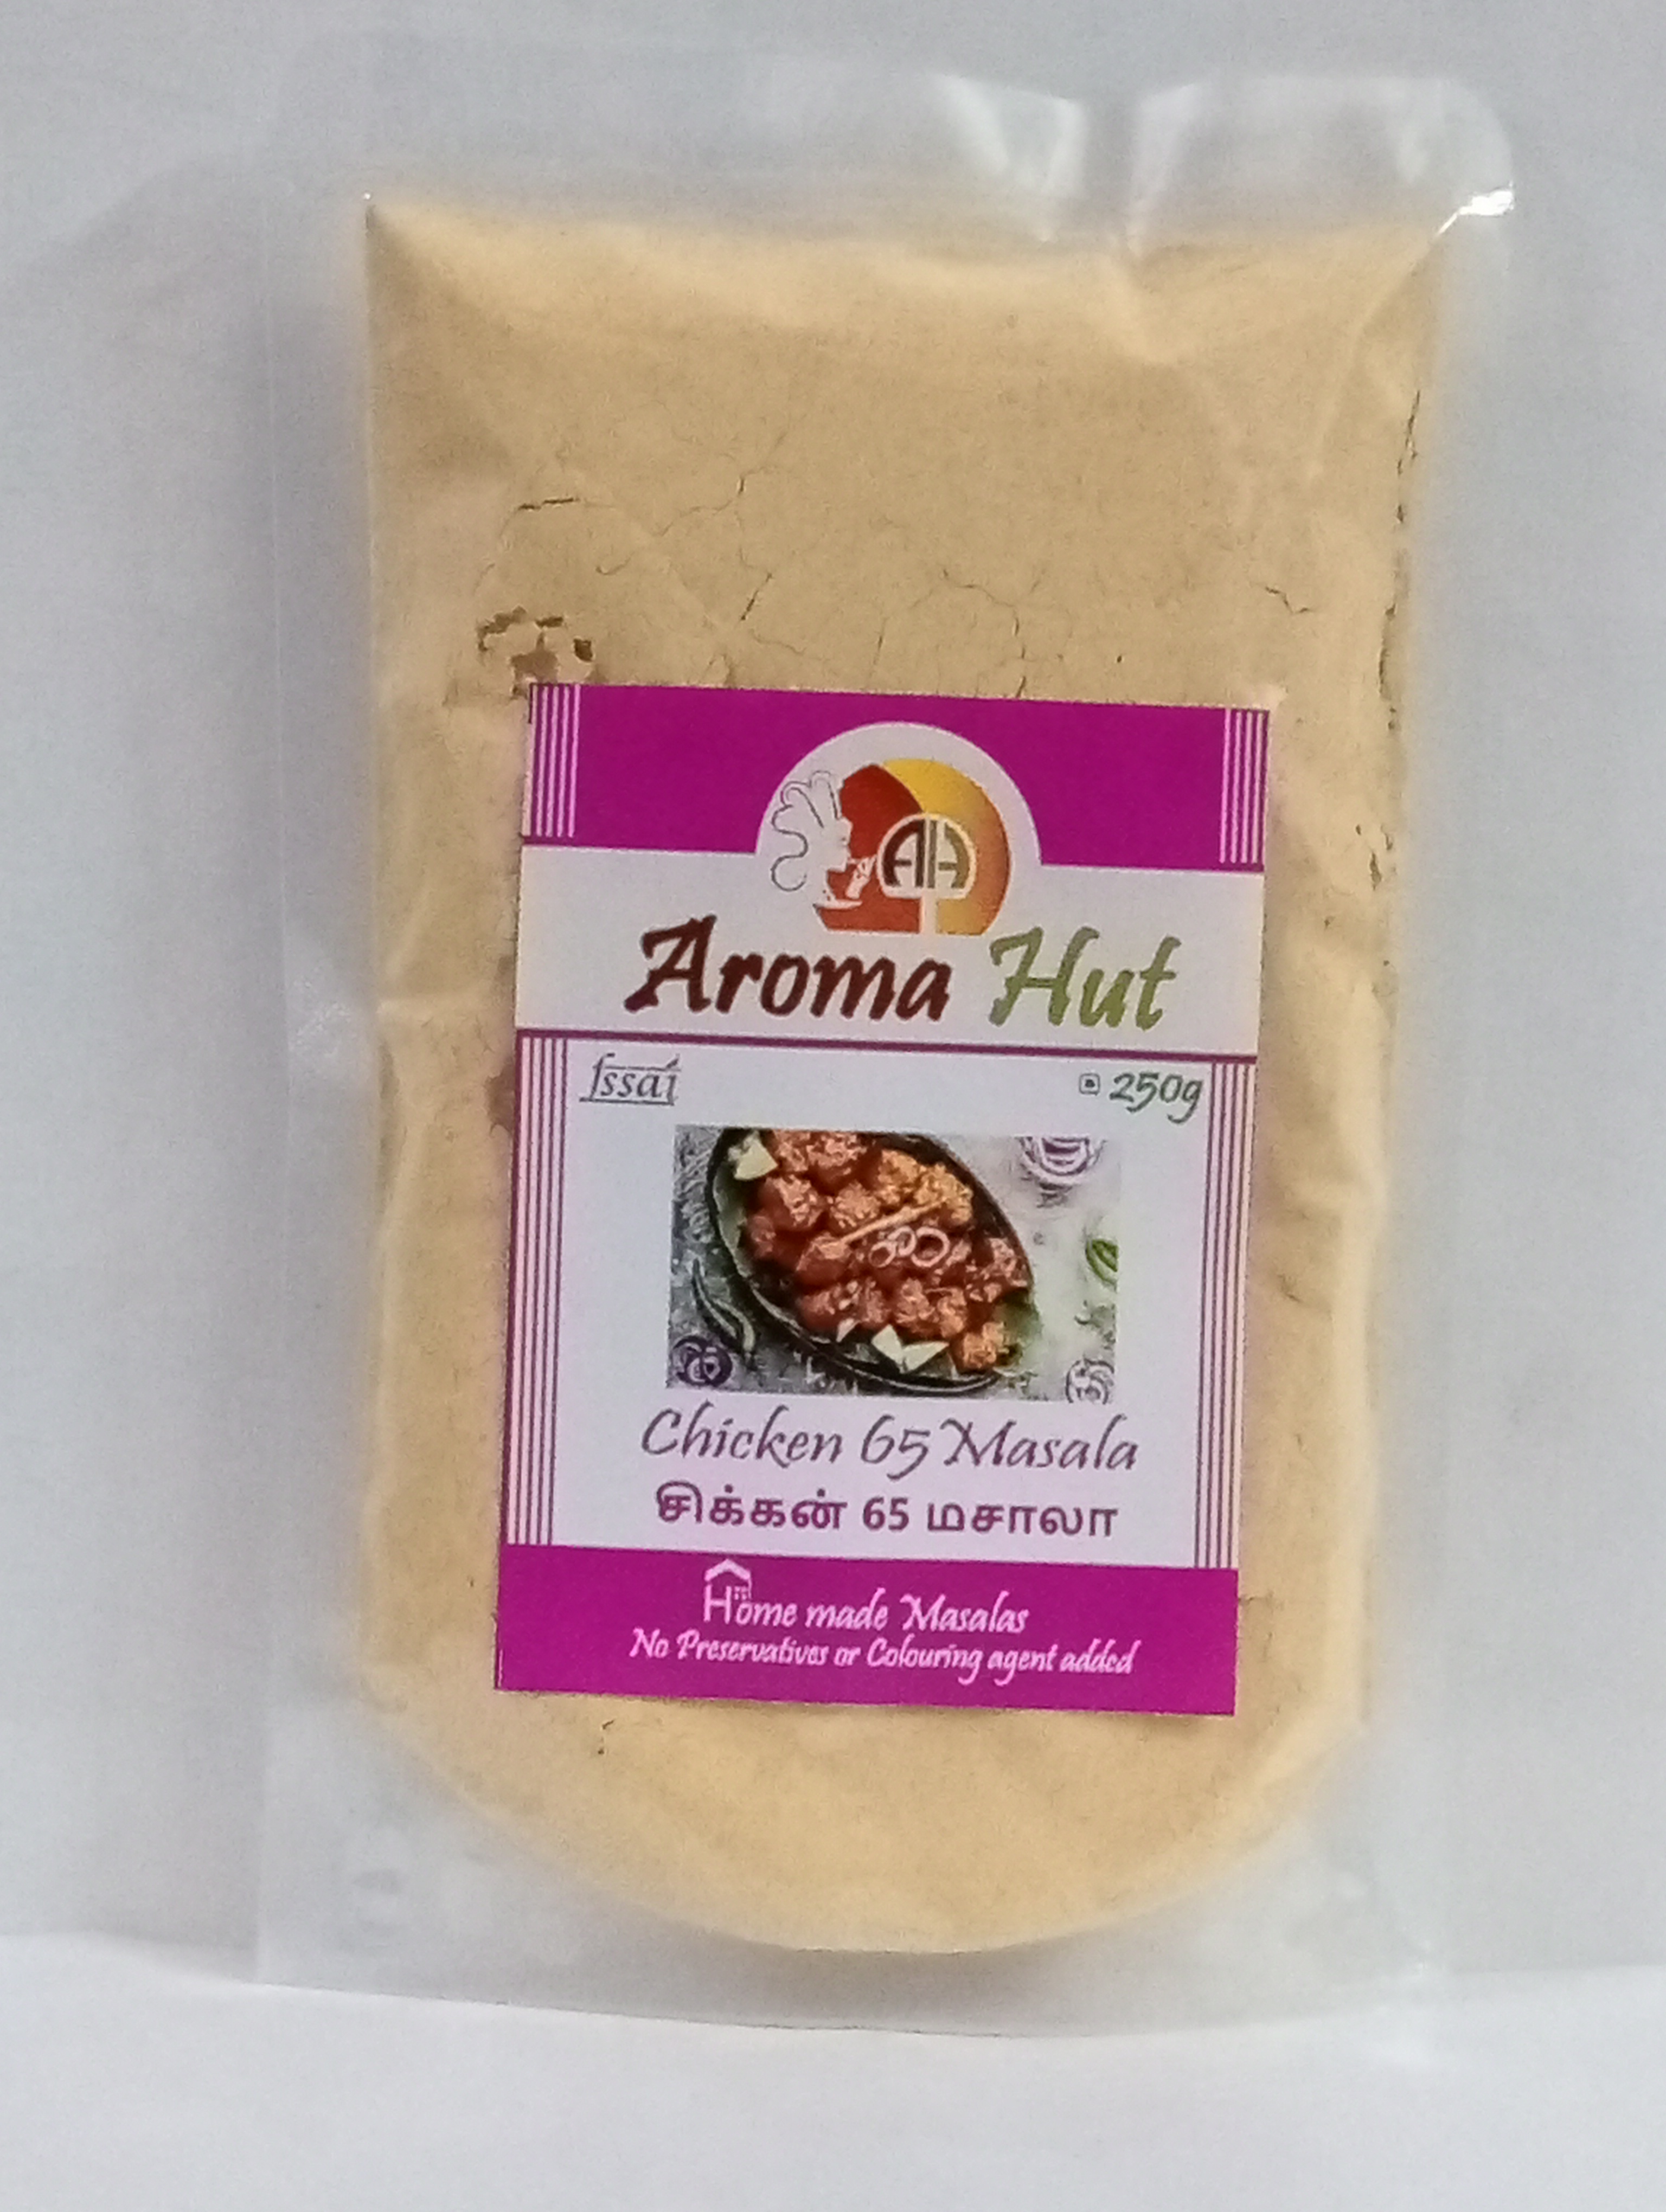 AH
Aroma Hut
fssai
250g
Chicken 65 Masala
சிக்கன் 65 மசாலா
Home made Masalas
No Preservatives or Colouring agent added